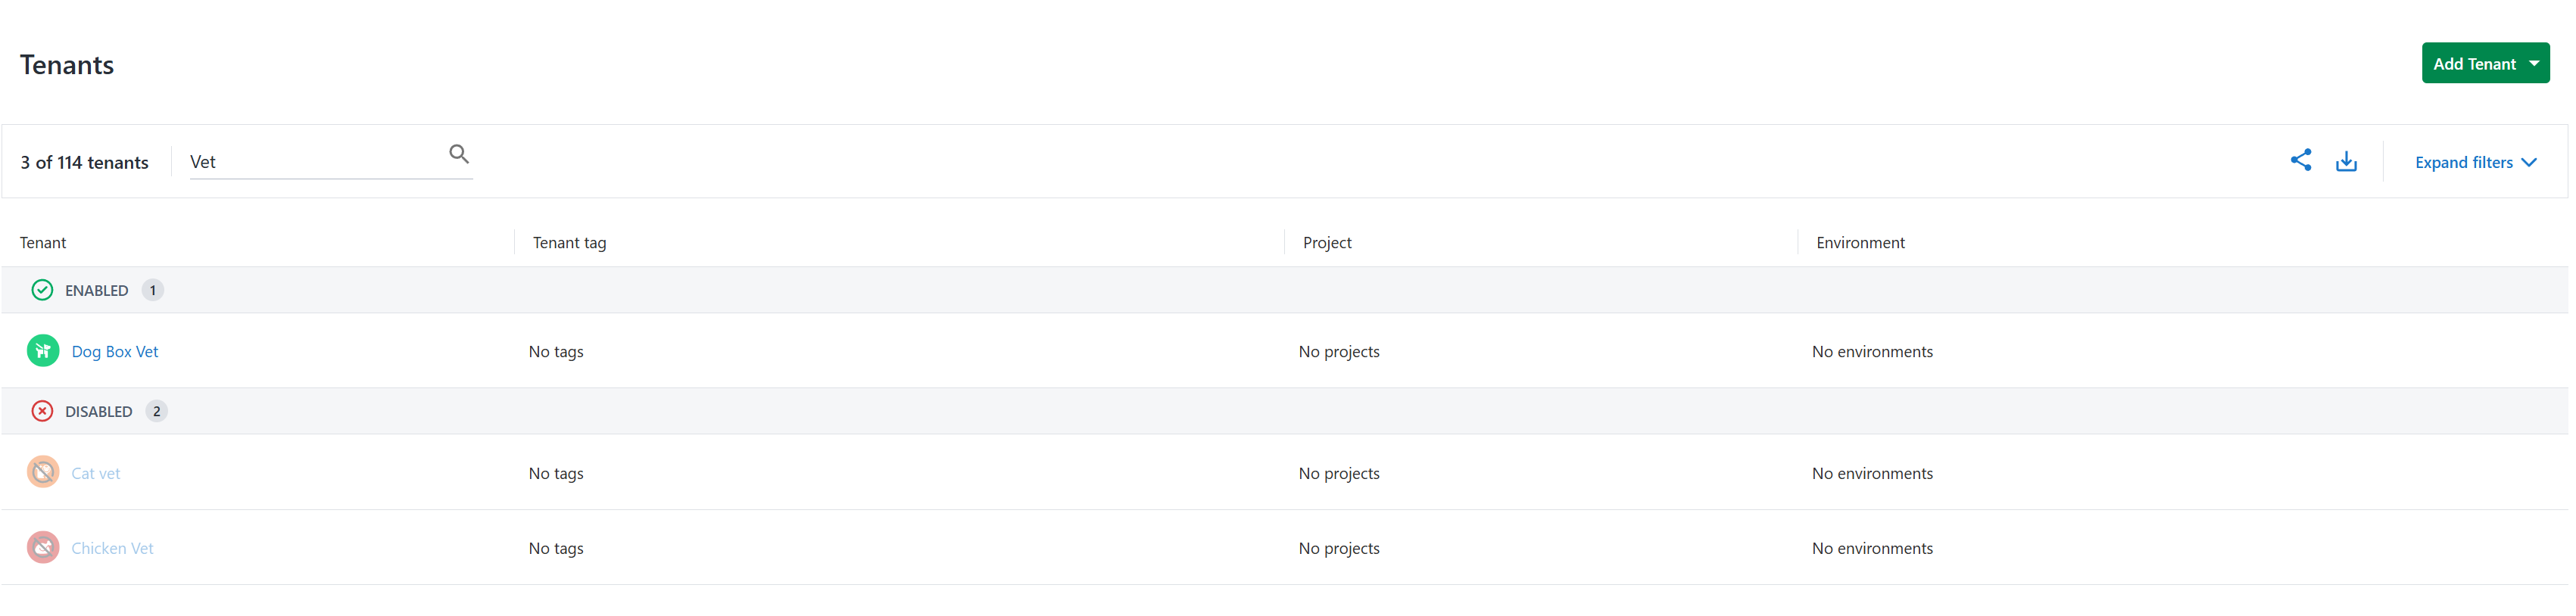 Tenants
Add Tenant
3 of 114 tenants
Vet
Expand filters
Tenant Tenant tag Project Environment
ENABLED 1
Dog Box Vet No tags No projects No environments
DISABLED 2
Cat vet No tags No projects No environments
Chicken Vet No tags No projects No environments